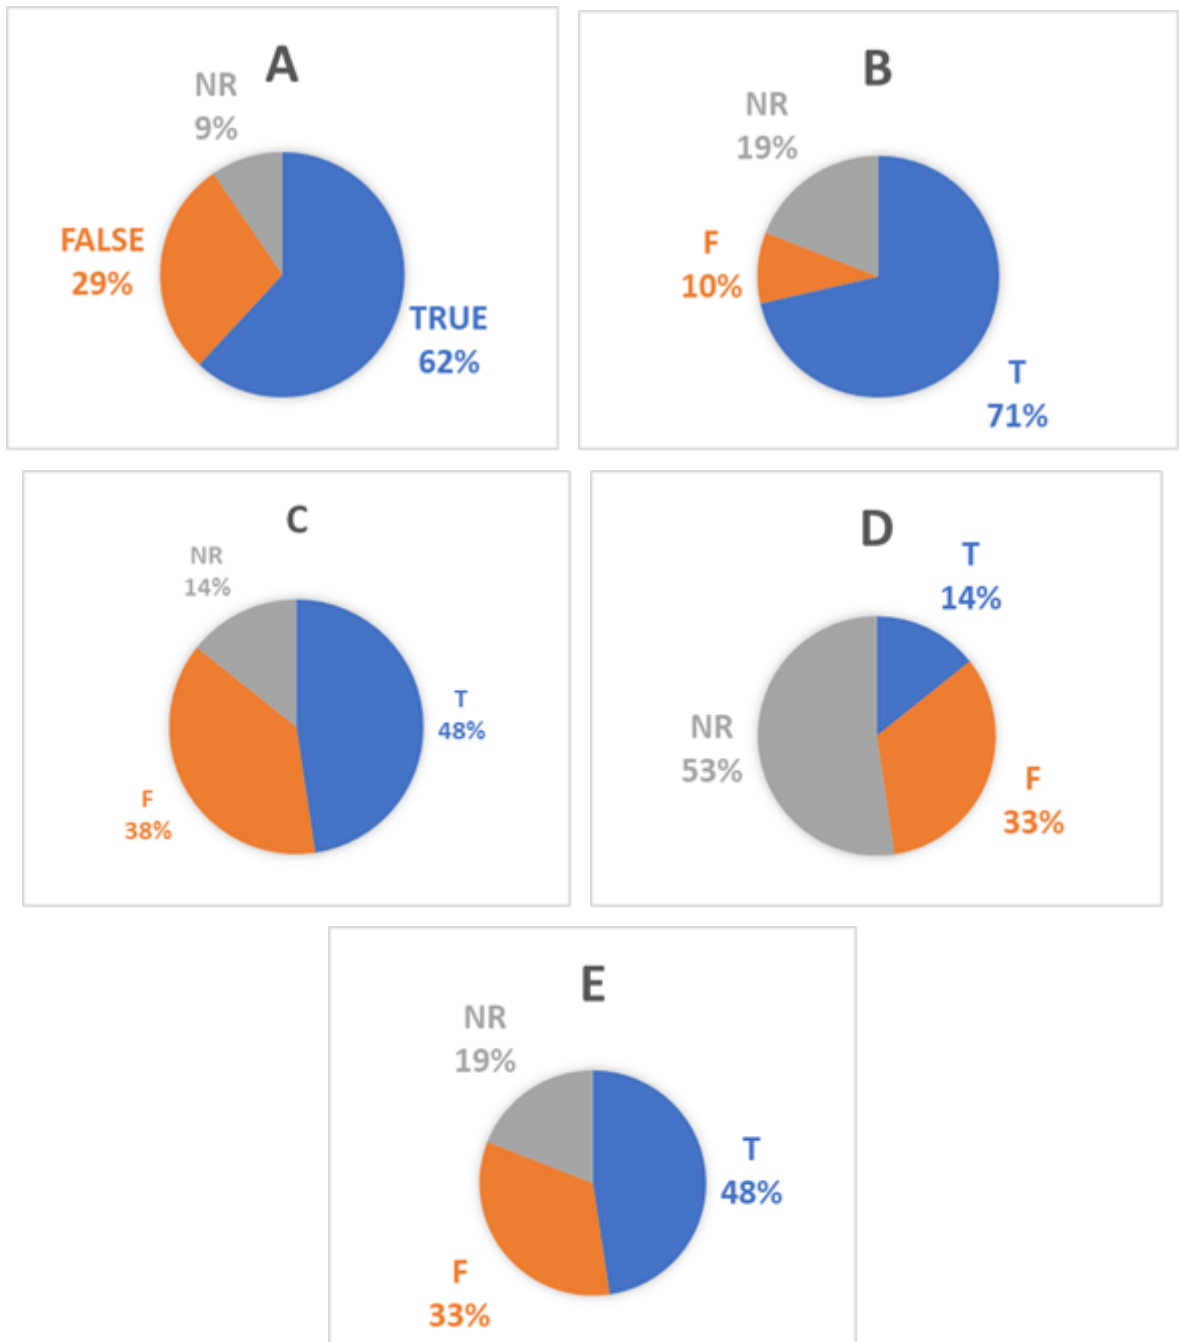 A
NR
9%
FALSE
29%
TRUE
62%
B
NR
19%
F
10%
T
71%
C
NR
14%
T
48%
F
38%
D
T
14%
NR
53%
F
33%
E
NR
19%
T
48%
F
33%